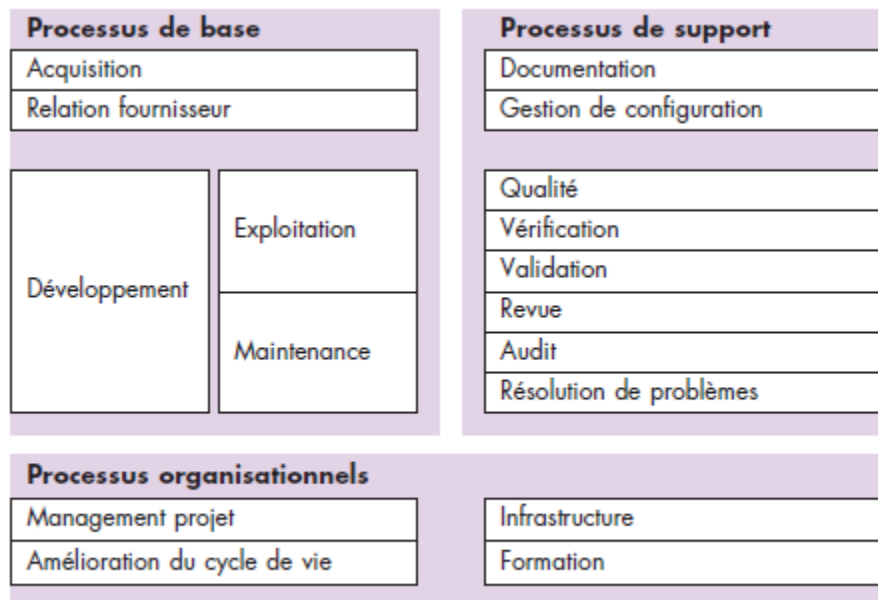 Processus de base
Acquisition
Relation fournisseur
Développement
Exploitation
Maintenance
Processus de support
Documentation
Gestion de configuration
Qualité
Vérification
Validation
Revue
Audit
Résolution de problèmes
Processus organisationnels
Management projet
Amélioration du cycle de vie
Infrastructure
Formation